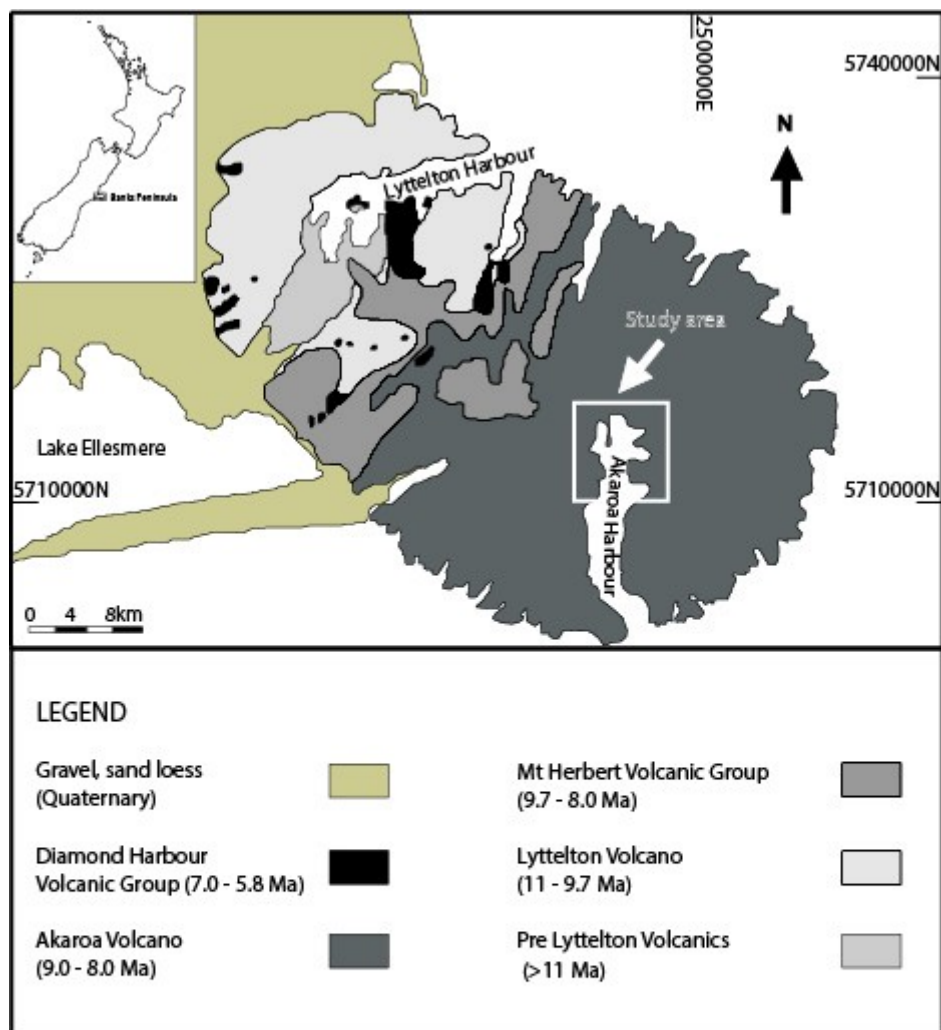 2500000E
5740000N
N
Banks Peninsula
Lyttelton Harbour
Study area
Lake Ellesmere
Akaroa Harbour
5710000N
5710000N
0 4 8km
LEGEND
Gravel, sand loess
(Quaternary)
Diamond Harbour
Volcanic Group (7.0 - 5.8 Ma)
Akaroa Volcano
(9.0 - 8.0 Ma)
Mt Herbert Volcanic Group
(9.7 - 8.0 Ma)
Lyttelton Volcano
(11 - 9.7 Ma)
Pre Lyttelton Volcanics
(>11 Ma)